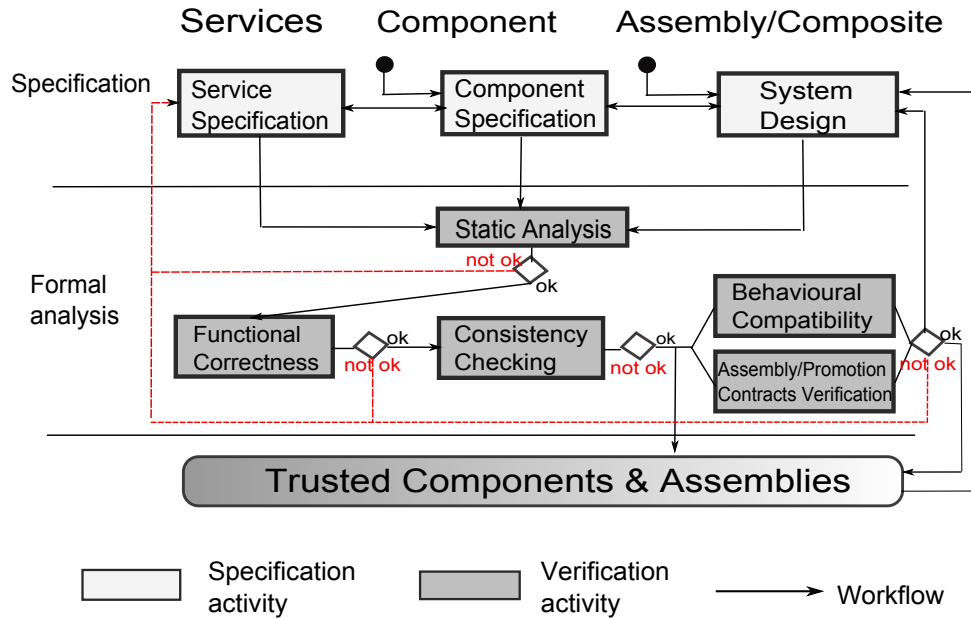 Services
Component
Assembly/Composite
Specification
Service
Specification
Component
Specification
System
Design
Static Analysis
not ok
ok
Formal
analysis
Functional
Correctness
ok
not ok
Consistency
Checking
ok
not ok
Behavioural
Compatibility
Assembly/Promotion
Contracts Verification
ok
not ok
Trusted Components & Assemblies
Specification
activity
Verification
activity
Workflow